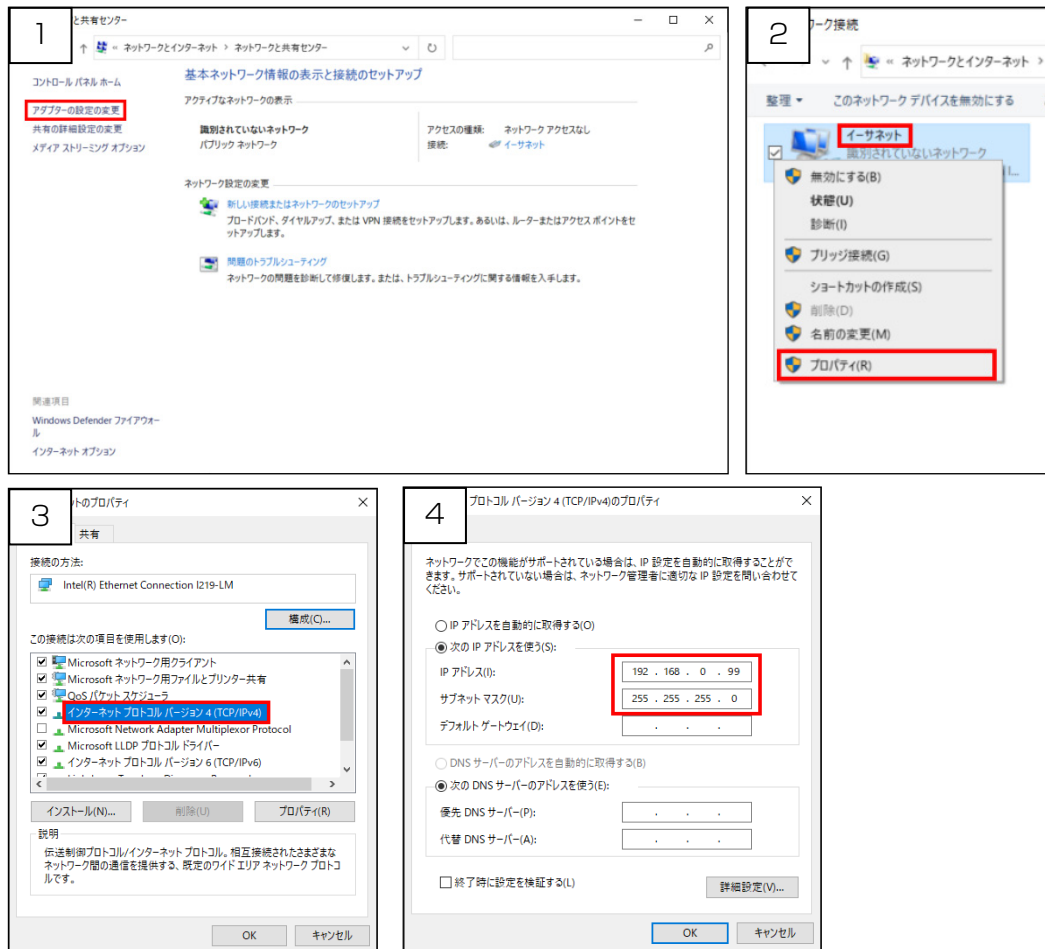 1
と共有センター
« ネットワークとインターネット > ネットワークと共有センター
コントロール パネル ホーム
アダプターの設定の変更
共有の詳細設定の変更
メディア ストリーミング オプション
基本ネットワーク情報の表示と接続のセットアップ
アクティブなネットワークの表示
識別されていないネットワーク
パブリック ネットワーク
アクセスの種類: ネットワーク アクセスなし
接続: イーサネット
ネットワーク設定の変更
新しい接続またはネットワークのセットアップ
ブロードバンド、ダイヤルアップ、または VPN 接続をセットアップします。あるいは、ルーターまたはアクセス ポイントをセ
ットアップします。
問題のトラブルシューティング
ネットワークの問題を診断して修復します。または、トラブルシューティングに関する情報を入手します。
関連項目
Windows Defender ファイアウォー
ル
インターネット オプション
2
ーク接続
« ネットワークとインターネット >
整理 このネットワーク デバイスを無効にする
イーサネット
識別されていないネットワーク
無効にする(B)
状態(U)
診断(I)
ブリッジ接続(G)
ショートカットの作成(S)
削除(D)
名前の変更(M)
プロパティ(R)
3
ットのプロパティ
共有
接続の方法:
Intel(R) Ethernet Connection I219-LM
構成(C)...
この接続は次の項目を使用します(O):
Microsoft ネットワーク用クライアント
Microsoft ネットワーク用ファイルとプリンター共有
QoS パケット スケジューラ
インターネット プロトコル バージョン 4 (TCP/IPv4)
Microsoft Network Adapter Multiplexor Protocol
Microsoft LLDP プロトコル ドライバー
インターネット プロトコル バージョン 6 (TCP/IPv6)
インストール(N)... 削除(U) プロパティ(R)
説明
伝送制御プロトコル/インターネット プロトコル。相互接続されたさまざまな
ネットワーク間の通信を提供する、既定のワイド エリア ネットワーク プロトコ
ルです。
OK キャンセル
4
プロトコル バージョン 4 (TCP/IPv4)のプロパティ
ネットワークでこの機能がサポートされている場合は、IP 設定を自動的に取得することがで
きます。サポートされていない場合は、ネットワーク管理者に適切な IP 設定を問い合わせて
ください。
IP アドレスを自動的に取得する(O)
次の IP アドレスを使う(S):
IP アドレス(I): 192 . 168 . 0 . 99
サブネット マスク(U): 255 . 255 . 255 . 0
デフォルト ゲートウェイ(D): . . .
DNS サーバーのアドレスを自動的に取得する(B)
次の DNS サーバーのアドレスを使う(E):
優先 DNS サーバー(P): . . .
代替 DNS サーバー(A): . . .
終了時に設定を検証する(L)
詳細設定(V)...
OK キャンセル